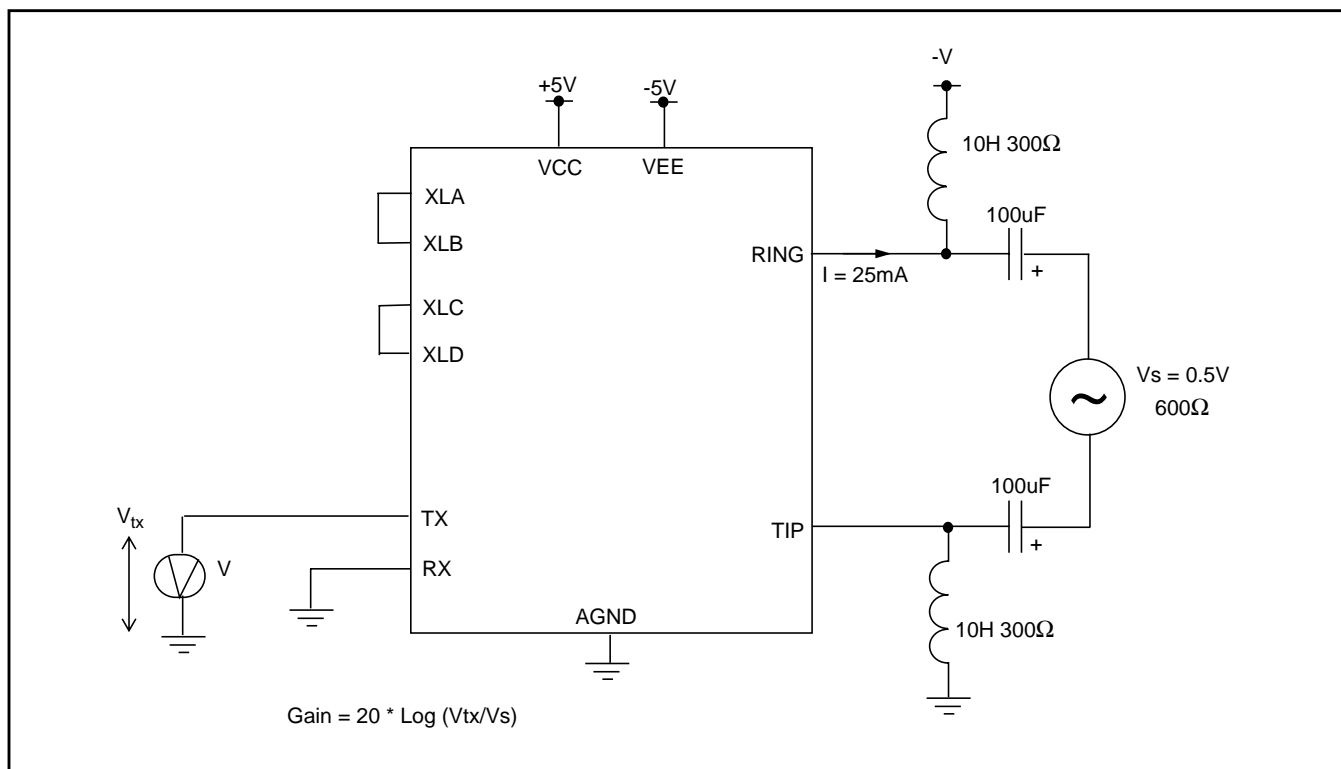 -V
+5V
-5V
10H 300Ω
VCC
VEE
XLA
100uF
XLB
RING
+
I = 25mA
XLC
XLD
Vs = 0.5V
600Ω
100uF
Vtx
TX
TIP
+
V
RX
AGND
10H 300Ω
Gain = 20 * Log (Vtx/Vs)